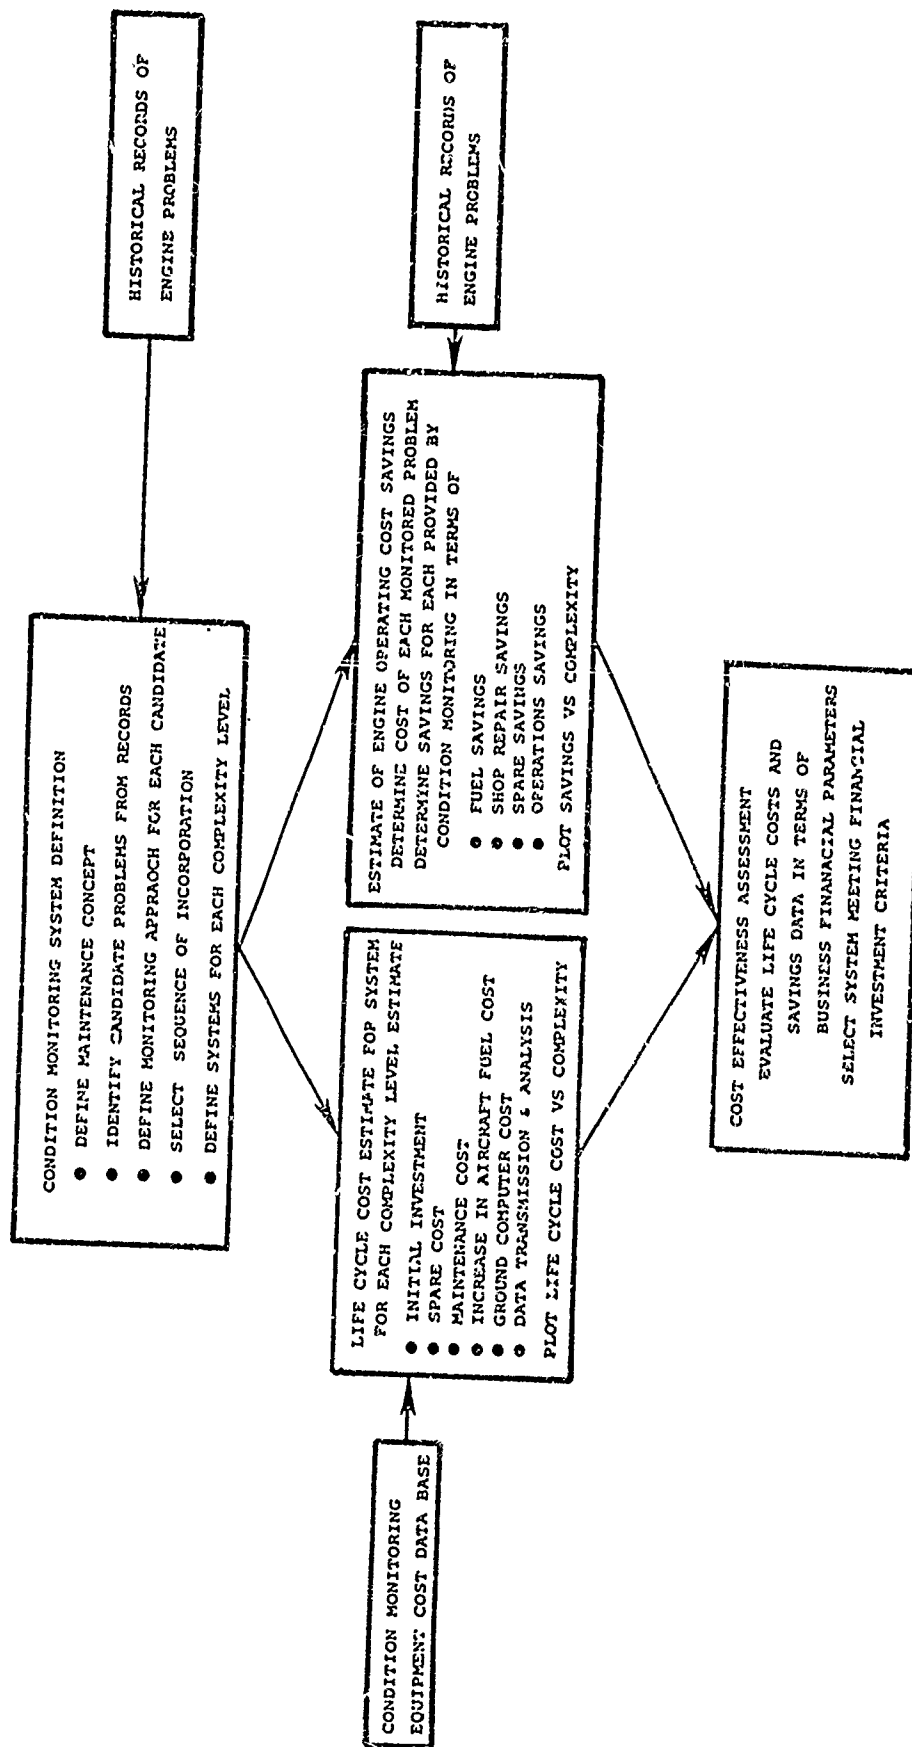 HISTORICAL RECORDS OF
ENGINE PROBLEMS
CONDITION MONITORING SYSTEM DEFINITION
● DEFINE MAINTENANCE CONCEPT
● IDENTIFY CANDIDATE PROBLEMS FROM RECORDS
● DEFINE MONITORING APPRAOCH FOR EACH CANDIDATE
● SELECT SEQUENCE OF INCORPORATION
● DEFINE SYSTEMS FOR EACH COMPLEXITY LEVEL
CONDITION MONITORING
EQUIPMENT COST DATA BASE
LIFE CYCLE COST ESTIMATE FOR SYSTEM
FOR EACH COMPLEXITY LEVEL ESTIMATE
● INITIAL INVESTMENT
● SPARE COST
● MAINTENANCE COST
● INCREASE IN AIRCRAFT FUEL COST
● GROUND COMPUTER COST
● DATA TRANSMISSION & ANALYSIS
PLOT LIFE CYCLE COST VS COMPLEXITY
ESTIMATE OF ENGINE OPERATING COST SAVINGS
DETERMINE COST OF EACH MONITORED PROBLEM
DETERMINE SAVINGS FOR EACH PROVIDED BY
CONDITION MONITORING IN TERMS OF
● FUEL SAVINGS
● SHOP REPAIR SAVINGS
● SPARE SAVINGS
● OPERATIONS SAVINGS
PLOT SAVINGS VS COMPLEXITY
HISTORICAL RECORDS OF
ENGINE PROBLEMS
COST EFFECTIVENESS ASSESSMENT
EVALUATE LIFE CYCLE COSTS AND
SAVINGS DATA IN TERMS OF
BUSINESS FINANACIAL PARAMETERS
SELECT SYSTEM MEETING FINANCIAL
INVESTMENT CRITERIA